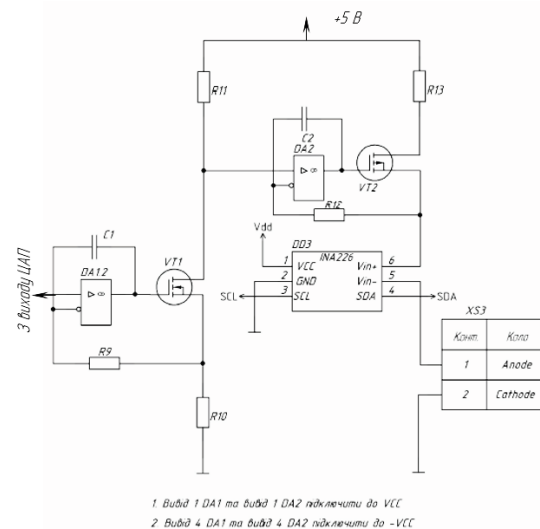 +5 В
R11
R13
C2
DA2
VT2
R12
Vdd
DD3
INA226
1 VCC Vin+ 6
2 GND Vin- 5
3 SCL SDA 4
SCL
SDA
C1
DA1.2
VT1
З виходу ЦАП
R9
R10
XS3
Конт. Кола
1 Anode
2 Cathode
1. Вивід 1 DA1 та вивід 1 DA2 підключити до VCC
2 Вивід 4 DA1 та вивід 4 DA2 підключити до -VCC